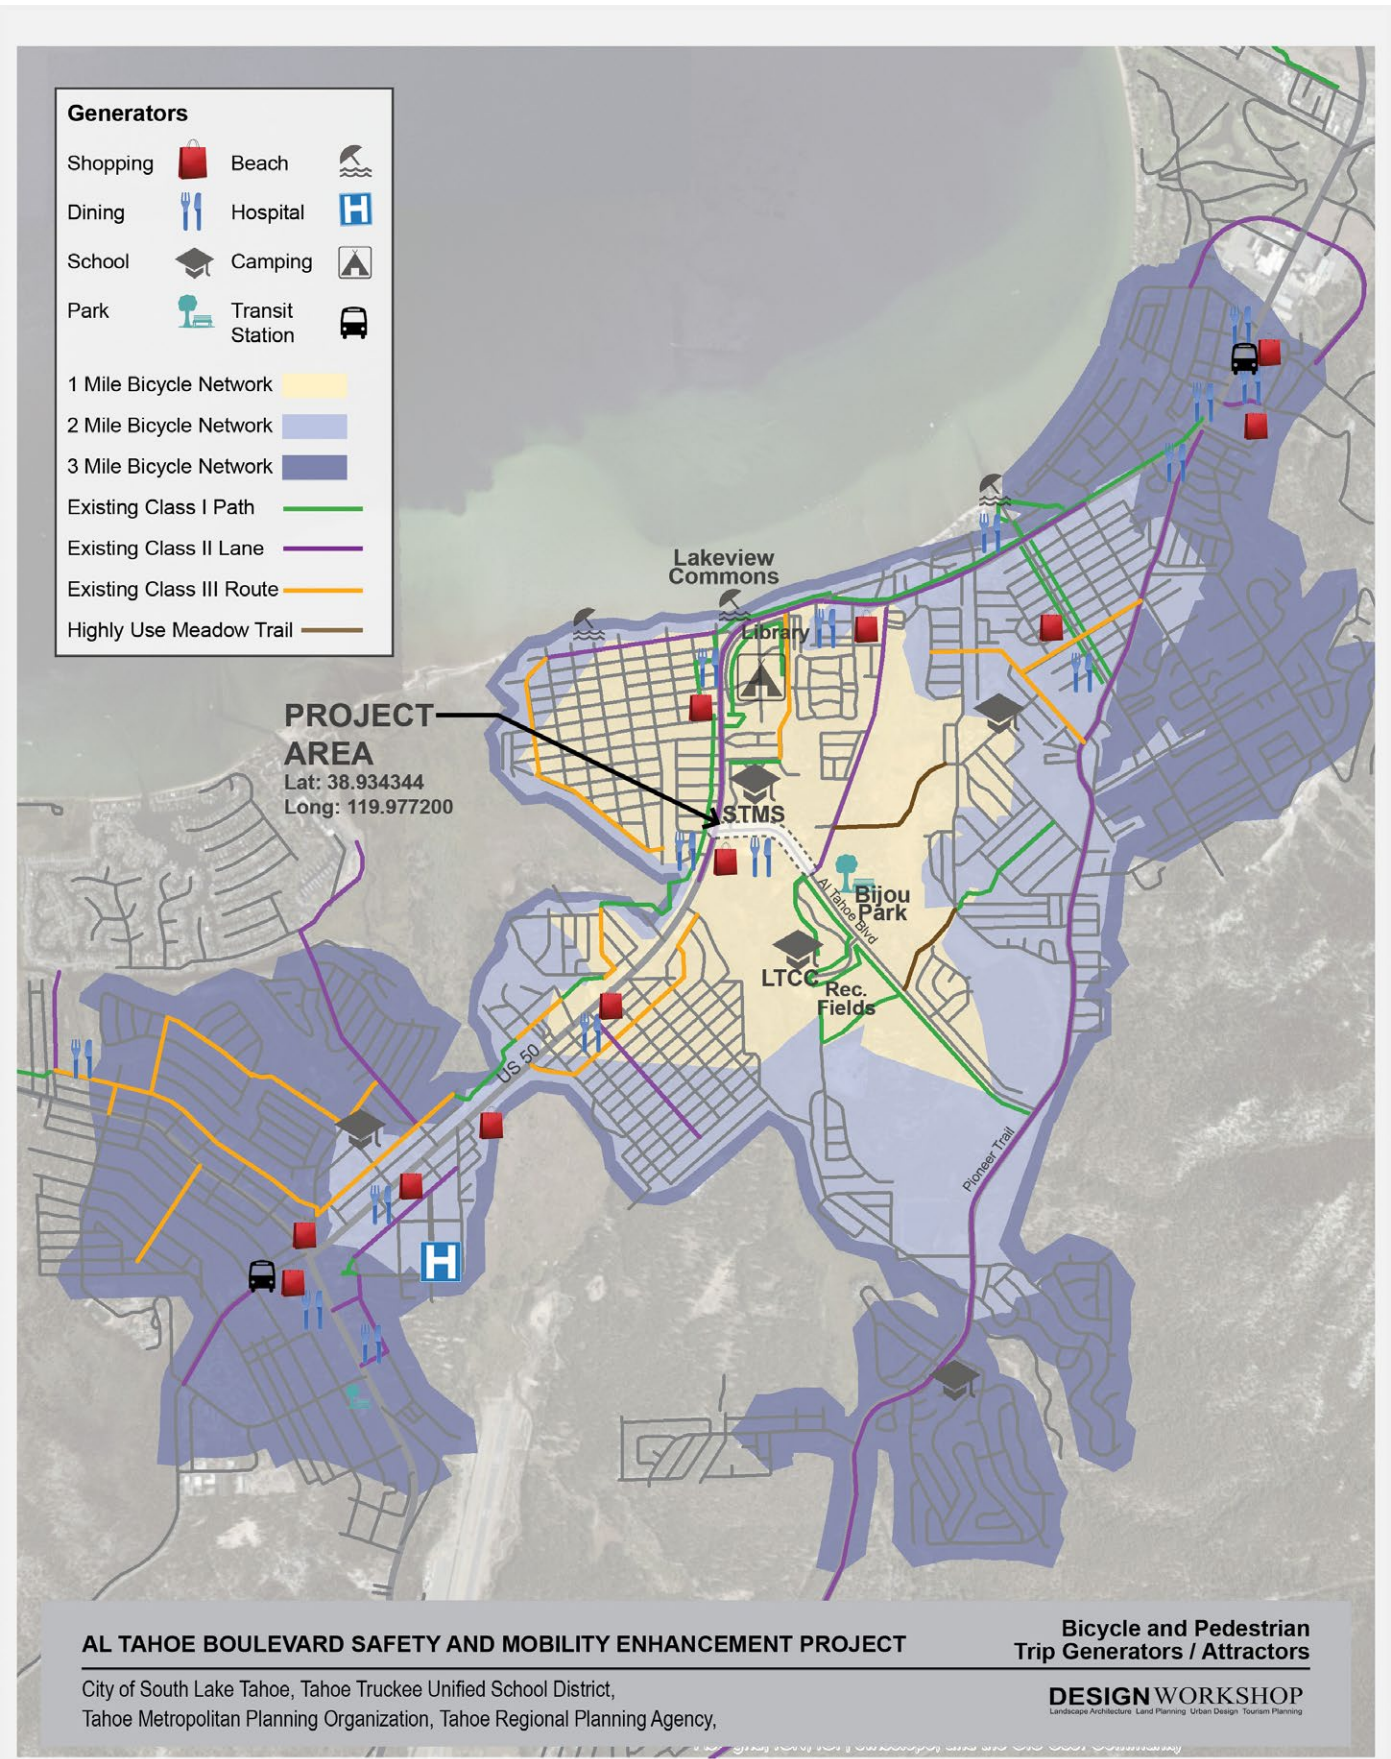 Generators
Shopping
Beach
Dining
Hospital
School
Camping
Park
Transit
Station
1 Mile Bicycle Network
2 Mile Bicycle Network
3 Mile Bicycle Network
Existing Class I Path
Existing Class II Lane
Existing Class III Route
Highly Use Meadow Trail
Lakeview
Commons
Library
PROJECT
AREA
Lat: 38.934344
Long: 119.977200
STMS
Bijou
Park
Al Tahoe Blvd
LTCC
Rec.
Fields
US 50
Pioneer Trail
H
H
AL TAHOE BOULEVARD SAFETY AND MOBILITY ENHANCEMENT PROJECT
Bicycle and Pedestrian
Trip Generators / Attractors
City of South Lake Tahoe, Tahoe Truckee Unified School District,
Tahoe Metropolitan Planning Organization, Tahoe Regional Planning Agency,
DESIGNWORKSHOP
Landscape Architecture Land Planning Urban Design Tourism Planning